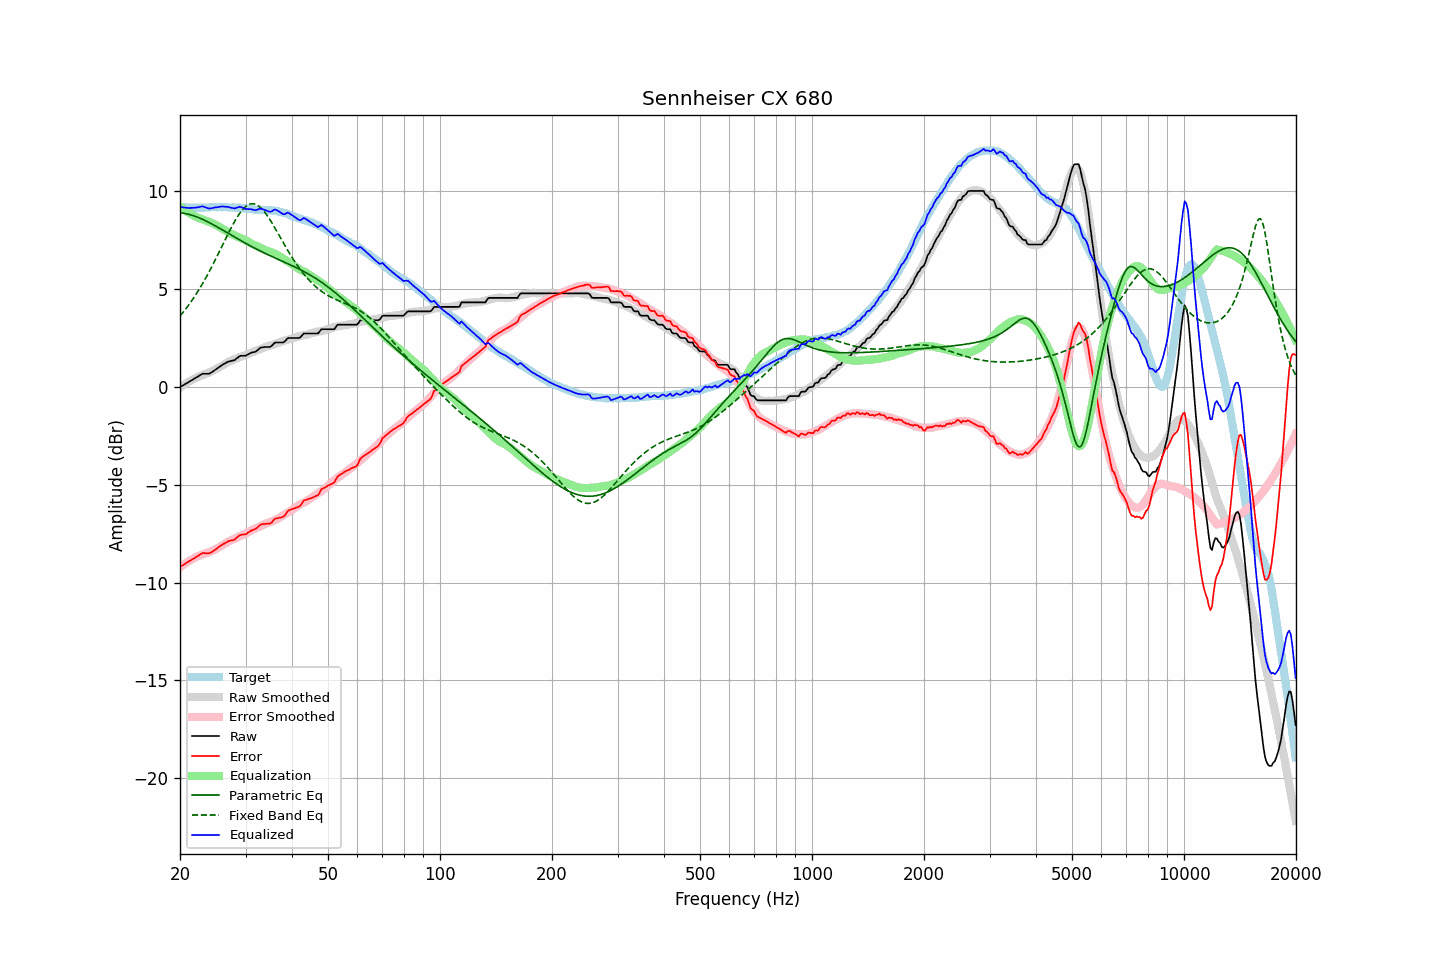 Sennheiser CX 680
Amplitude (dBr)
10
5
0
−5
−10
−15
−20
Target
Raw Smoothed
Error Smoothed
Raw
Error
Equalization
Parametric Eq
Fixed Band Eq
Equalized
20 50 100 200 500 1000 2000 5000 10000 20000
Frequency (Hz)